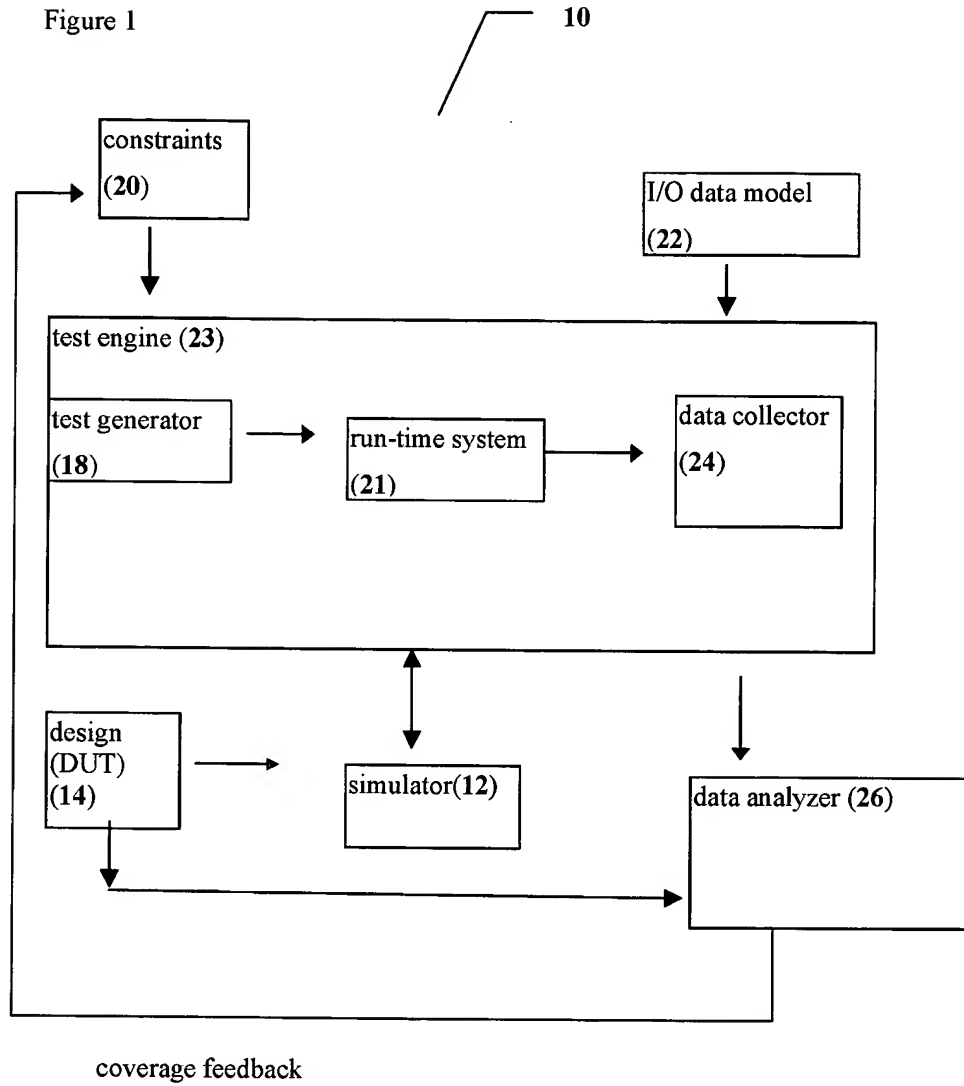 Figure 1
10
constraints
(20)
I/O data model
(22)
test engine (23)
test generator
(18)
run-time system
(21)
data collector
(24)
design
(DUT)
(14)
simulator(12)
data analyzer (26)
coverage feedback